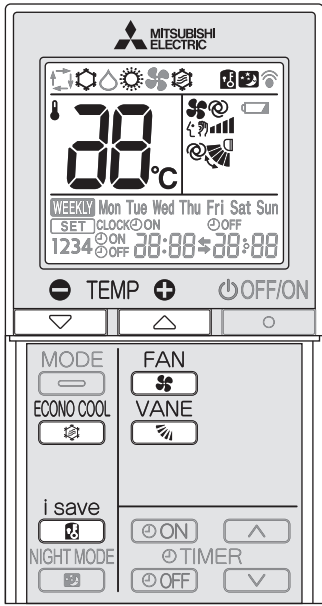 MITSUBISHI
ELECTRIC
88°C
WEEKLY Mon Tue Wed Thu Fri Sat Sun
SET CLOCK ON OFF
1234 ON OFF 88:88 88:88
TEMP OFF/ON
MODE FAN
ECONO COOL VANE
i save
ON
NIGHT MODE TIMER
OFF